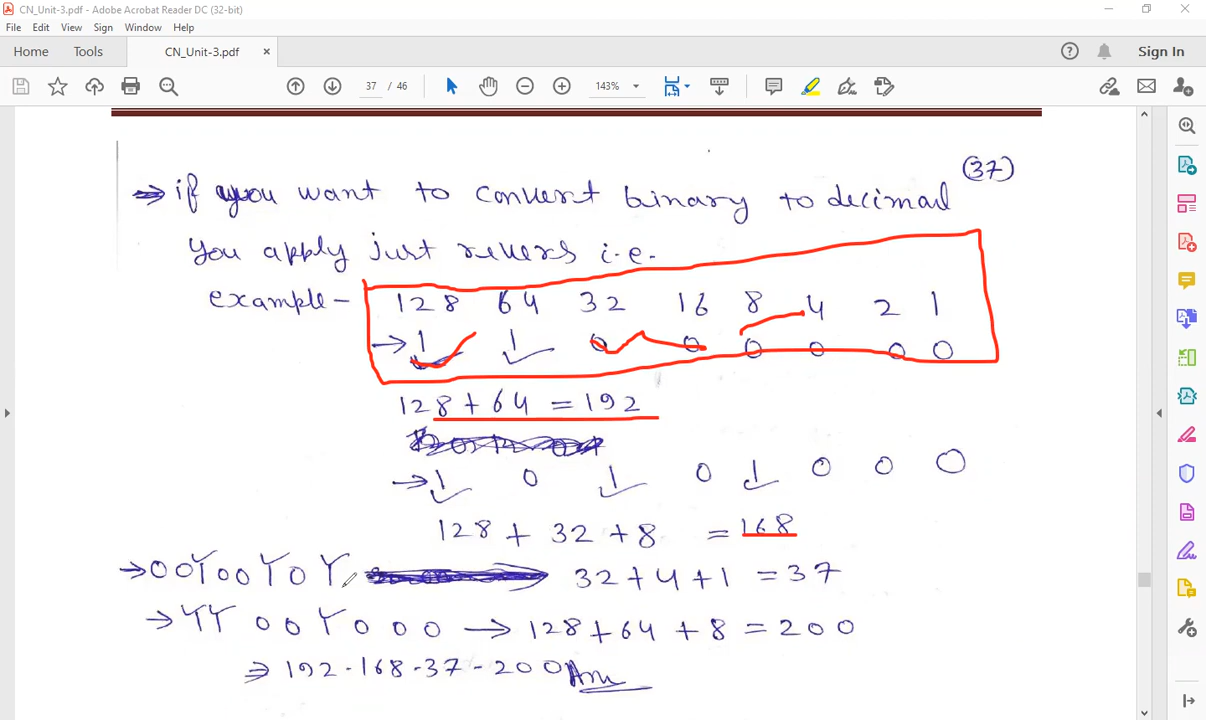 CN_Unit-3.pdf - Adobe Acrobat Reader DC (32-bit)
File Edit View Sign Window Help
Home Tools CN_Unit-3.pdf × Sign In
37 / 46 143%
(37)
→ if you want to convert binary to decimal
You apply just revers i.e.
example - 128 64 32 16 8 4 2 1
→ 1 1 0 0 0 0 0 0
128 + 64 = 192
→ 1 0 1 0 1 0 0 0
128 + 32 + 8 = 168
→ 00100101 32 + 4 + 1 = 37
→ 11001000 → 128 + 64 + 8 = 200
⇒ 192.168.37.200 Ans